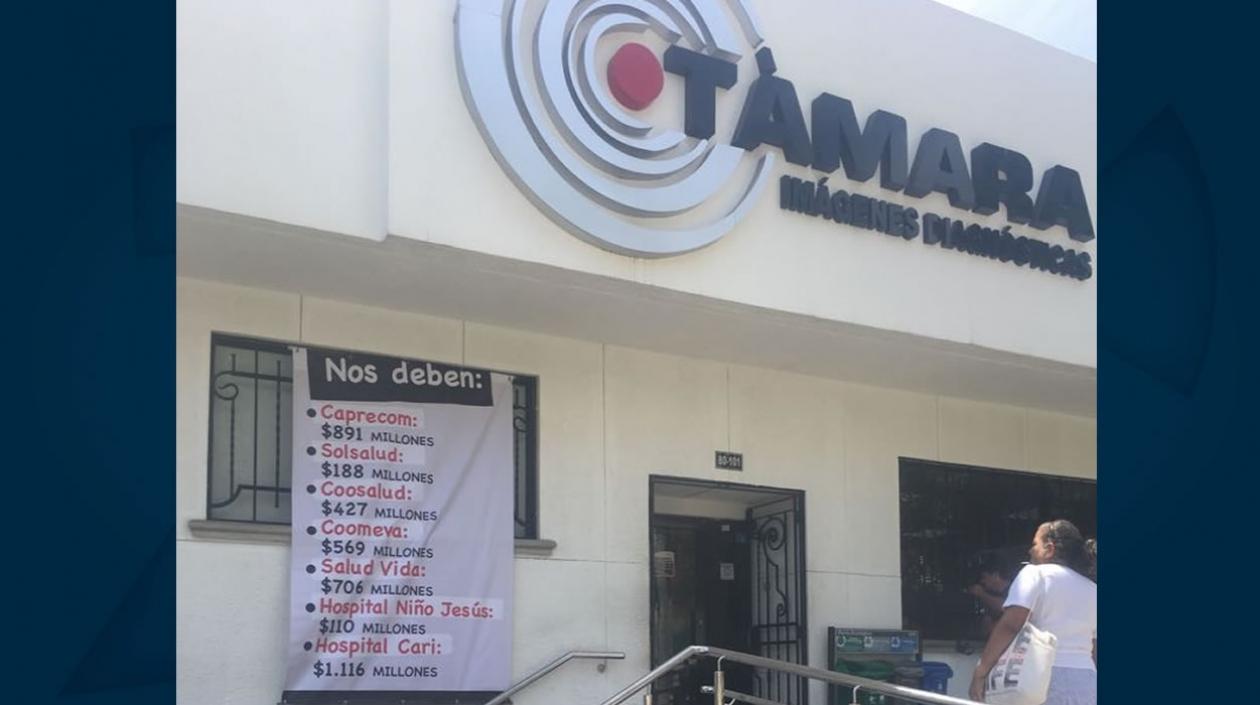 TÀMARA
IMÁGENES DIAGNÓSTICAS
Nos deben:
• Caprecom:
$891 MILLONES
• Solsalud:
$188 MILLONES
• Coosalud:
$427 MILLONES
• Coomeva:
$569 MILLONES
• Salud Vida:
$706 MILLONES
• Hospital Niño Jesús:
$110 MILLONES
• Hospital Cari:
$1.116 MILLONES
80-101